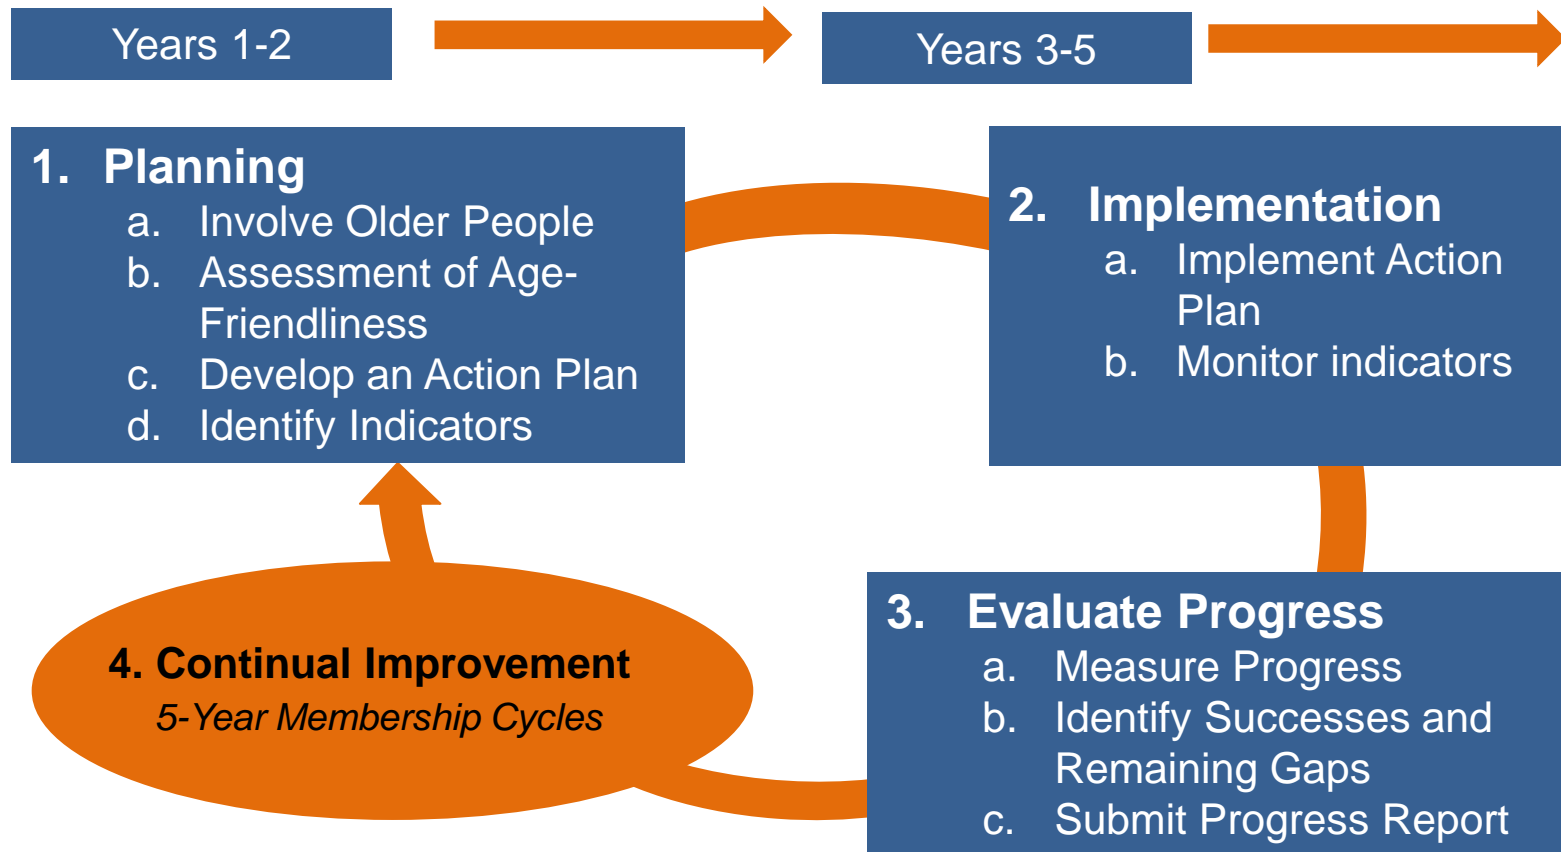 Years 1-2
Years 3-5
1. Planning
a. Involve Older People
b. Assessment of Age-
Friendliness
c. Develop an Action Plan
d. Identify Indicators
2. Implementation
a. Implement Action
Plan
b. Monitor indicators
3. Evaluate Progress
a. Measure Progress
b. Identify Successes and
Remaining Gaps
c. Submit Progress Report
4. Continual Improvement
5-Year Membership Cycles